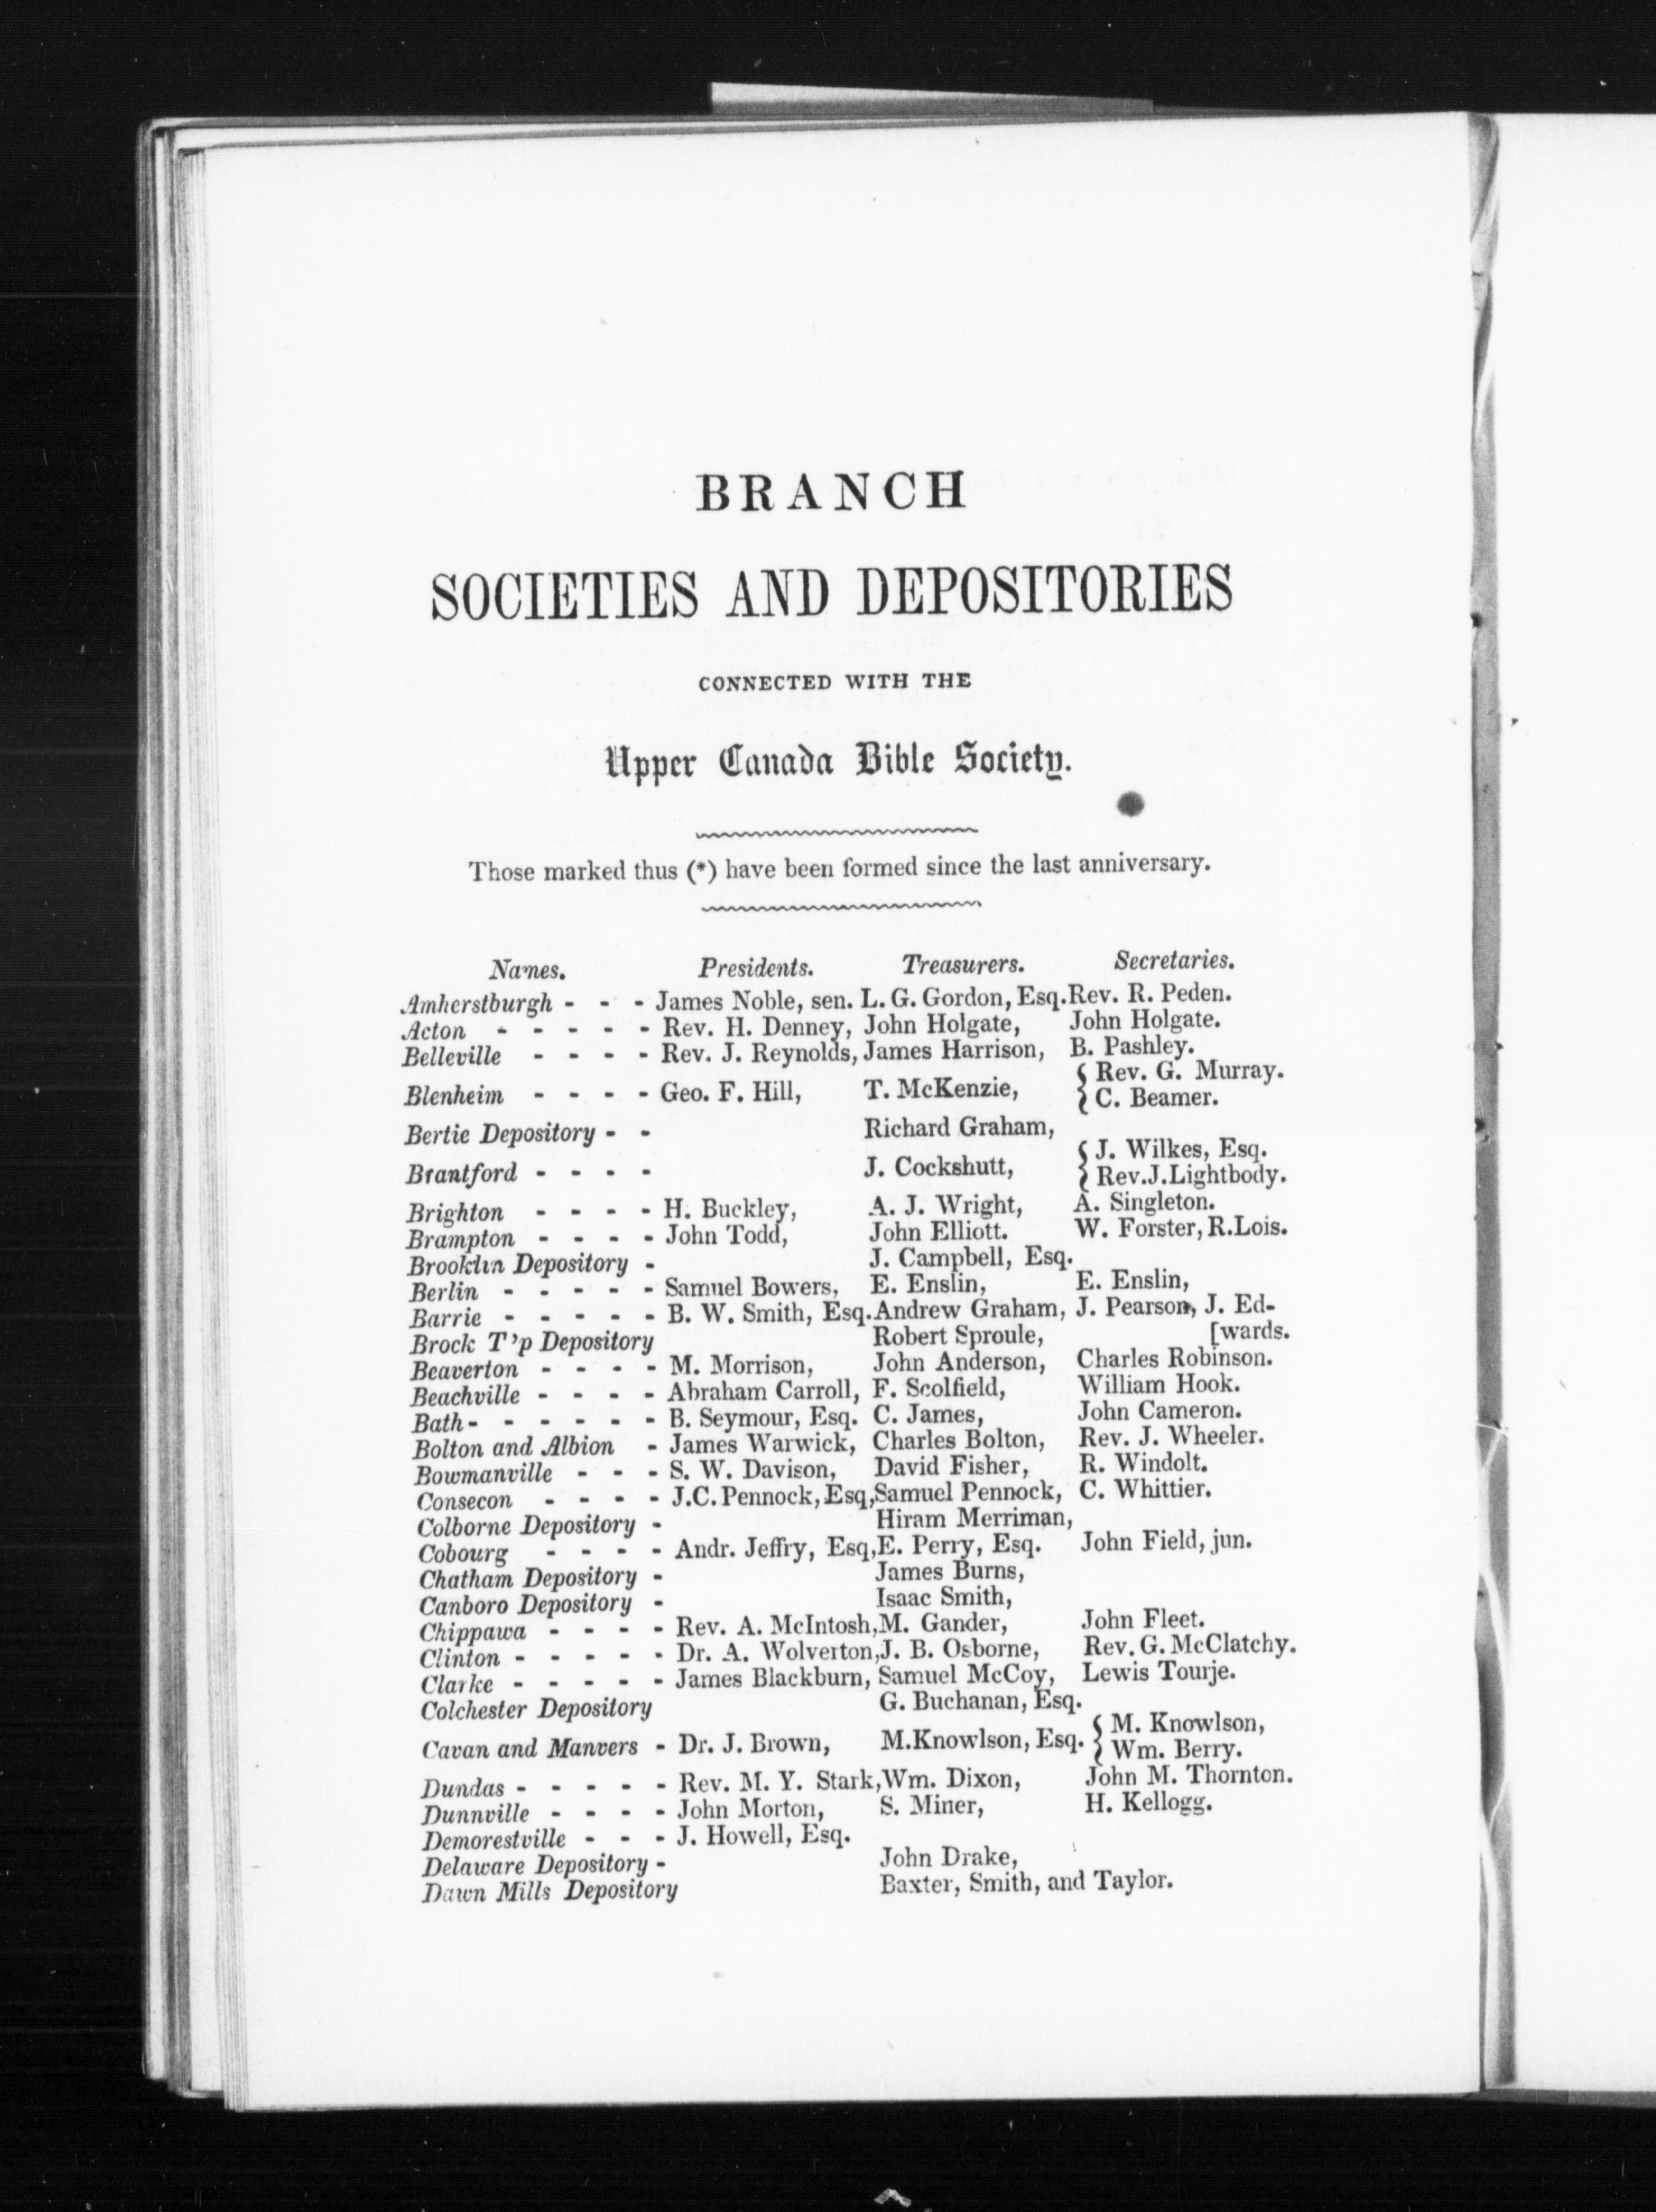 BRANCH
SOCIETIES AND DEPOSITORIES
CONNECTED WITH THE
Upper Canada Bible Society.
Those marked thus (*) have been formed since the last anniversary.
Names. Presidents. Treasurers. Secretaries.
Amherstburgh - - - James Noble, sen. L. G. Gordon, Esq. Rev. R. Peden.
Acton - - - - - Rev. H. Denney, John Holgate, John Holgate.
Belleville - - - - Rev. J. Reynolds, James Harrison, B. Pashley.
Blenheim - - - - Geo. F. Hill, T. McKenzie, { Rev. G. Murray.
C. Beamer.
Bertie Depository - - Richard Graham,
Brantford - - - - J. Cockshutt, { J. Wilkes, Esq.
Rev.J.Lightbody.
Brighton - - - - H. Buckley, A. J. Wright, A. Singleton.
Brampton - - - - John Todd, John Elliott. W. Forster, R.Lois.
Brooklin Depository - J. Campbell, Esq.
Berlin - - - - - Samuel Bowers, E. Enslin, E. Enslin,
Barrie - - - - - B. W. Smith, Esq. Andrew Graham, J. Pearson, J. Ed-
Brock T'p Depository Robert Sproule, [wards.
Beaverton - - - - M. Morrison, John Anderson, Charles Robinson.
Beachville - - - - Abraham Carroll, F. Scolfield, William Hook.
Bath - - - - - - B. Seymour, Esq. C. James, John Cameron.
Bolton and Albion - James Warwick, Charles Bolton, Rev. J. Wheeler.
Bowmanville - - - S. W. Davison, David Fisher, R. Windolt.
Consecon - - - - J.C. Pennock, Esq, Samuel Pennock, C. Whittier.
Colborne Depository - Hiram Merriman,
Cobourg - - - - Andr. Jeffry, Esq, E. Perry, Esq. John Field, jun.
Chatham Depository - James Burns,
Canboro Depository - Isaac Smith,
Chippawa - - - - Rev. A. McIntosh, M. Gander, John Fleet.
Clinton - - - - - Dr. A. Wolverton, J. B. Osborne, Rev. G. McClatchy.
Clarke - - - - - James Blackburn, Samuel McCoy, Lewis Tourje.
Colchester Depository G. Buchanan, Esq.
Cavan and Manvers - Dr. J. Brown, M.Knowlson, Esq. { M. Knowlson,
Wm. Berry.
Dundas - - - - - Rev. M. Y. Stark, Wm. Dixon, John M. Thornton.
Dunnville - - - - John Morton, S. Miner, H. Kellogg.
Demorestville - - - J. Howell, Esq.
Delaware Depository - John Drake,
Dawn Mills Depository Baxter, Smith, and Taylor.